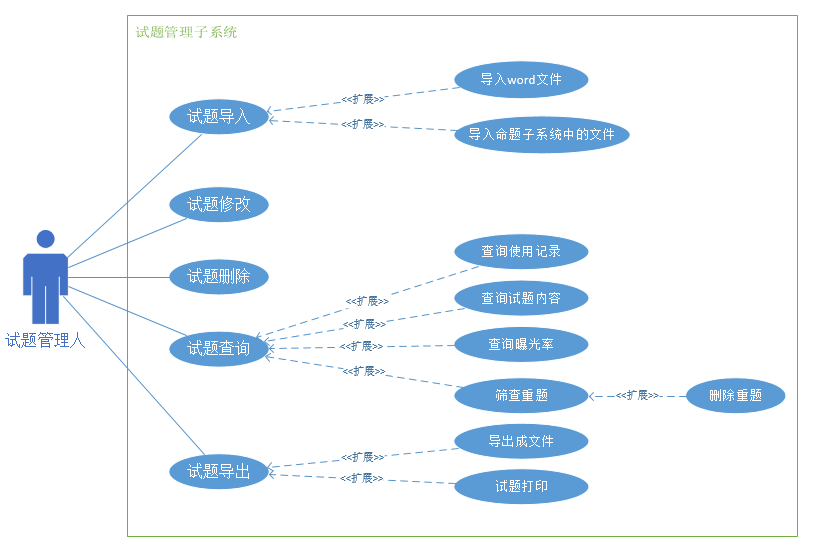 试题管理子系统
导入word文件
<<扩展>>
试题导入
<<扩展>>
导入命题子系统中的文件
试题修改
查询使用记录
试题删除
<<扩展>>
查询试题内容
<<扩展>>
试题管理人
试题查询
<<扩展>>
查询曝光率
<<扩展>>
筛查重题
<<扩展>>
删除重题
导出成文件
<<扩展>>
试题导出
<<扩展>>
试题打印